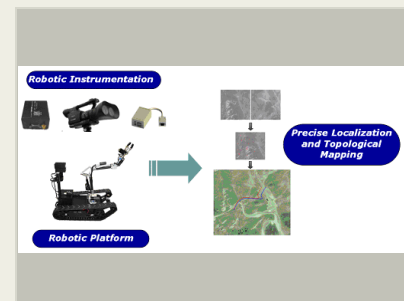 Robotic Instrumentation
Precise Localization
and Topological
Mapping
Robotic Platform